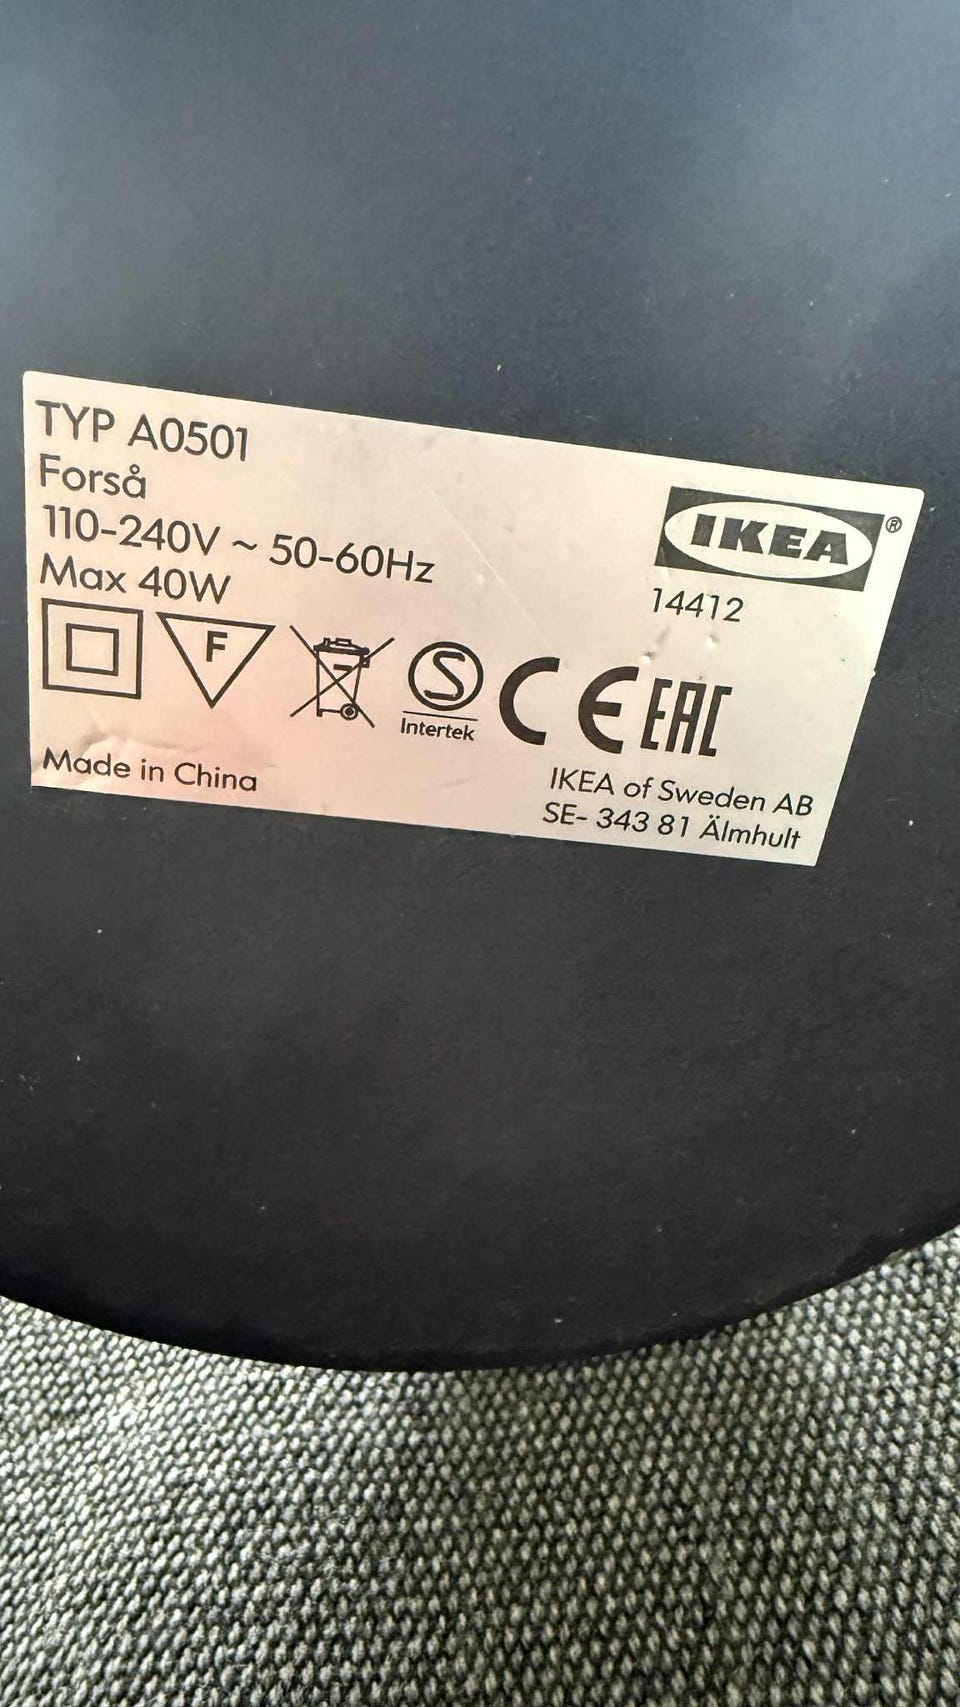 TYP A0501
Forså
110-240V ~ 50-60Hz
Max 40W
IKEA®
14412
F
S
Intertek
CE
EAC
Made in China
IKEA of Sweden AB
SE- 343 81 Älmhult